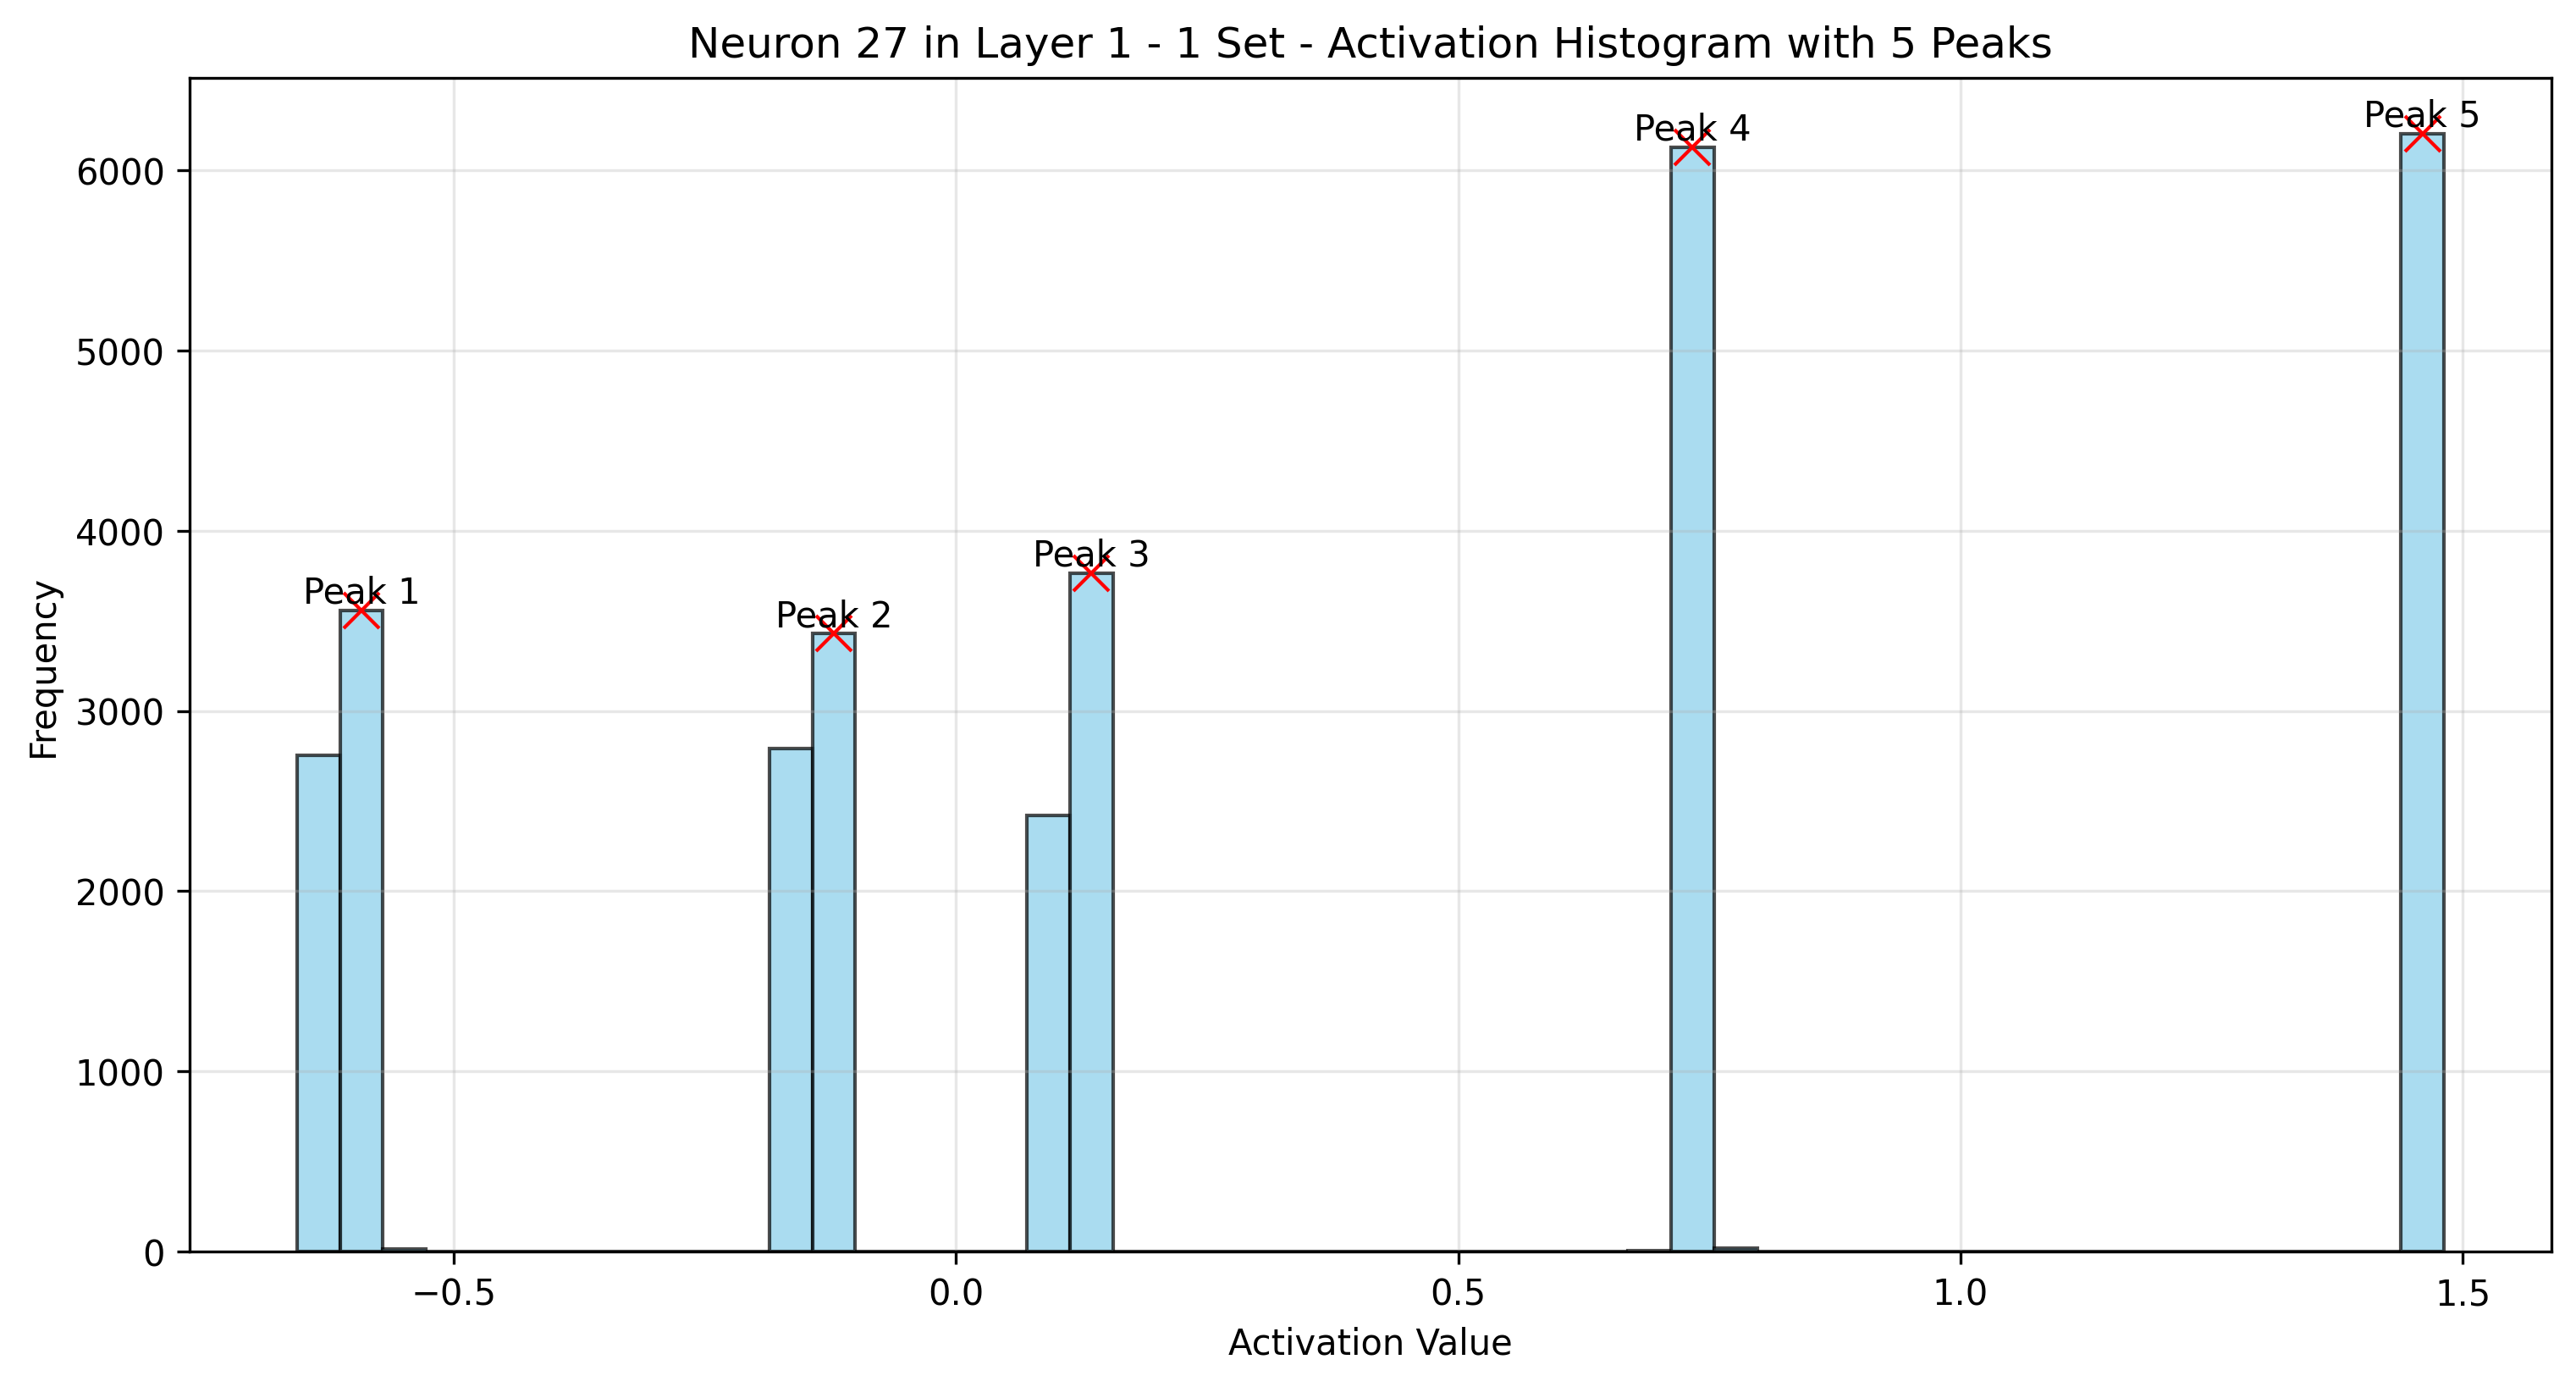 Neuron 27 in Layer 1 - 1 Set - Activation Histogram with 5 Peaks
Frequency
6000
5000
4000
3000
2000
1000
0
Peak 1
Peak 2
Peak 3
Peak 4
Peak 5
−0.5
0.0
0.5
1.0
1.5
Activation Value